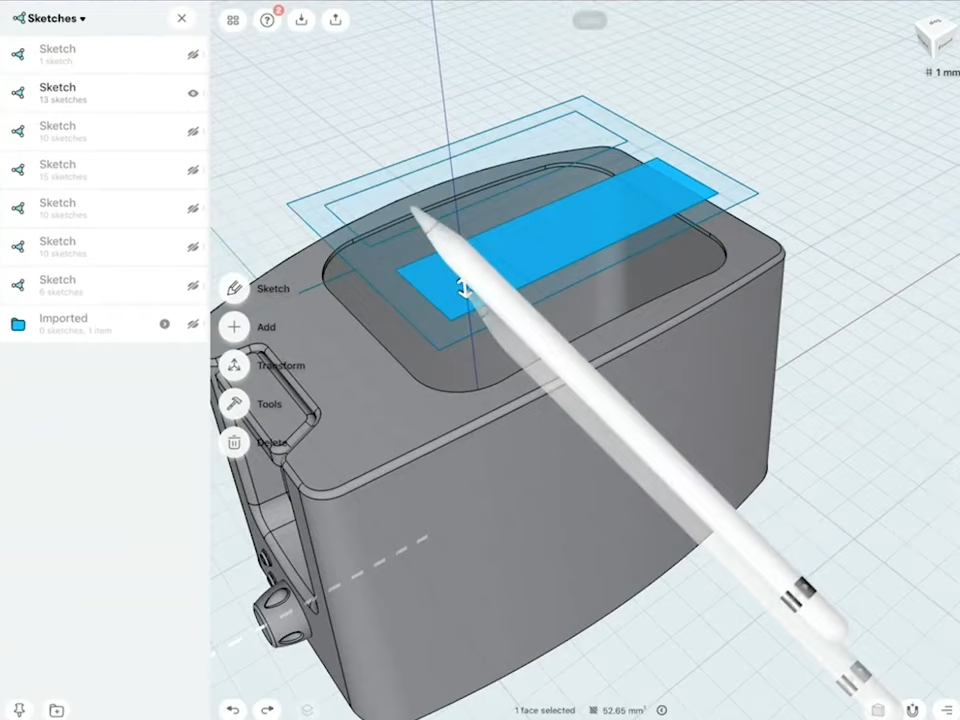 Sketches
Sketch
1 sketch
Sketch
13 sketches
Sketch
10 sketches
Sketch
15 sketches
Sketch
10 sketches
Sketch
10 sketches
Sketch
6 sketches
Imported
0 sketches, 1 item
2
1 mm
Sketch
Add
Transform
Tools
Delete
1 face selected
52.65 mm²